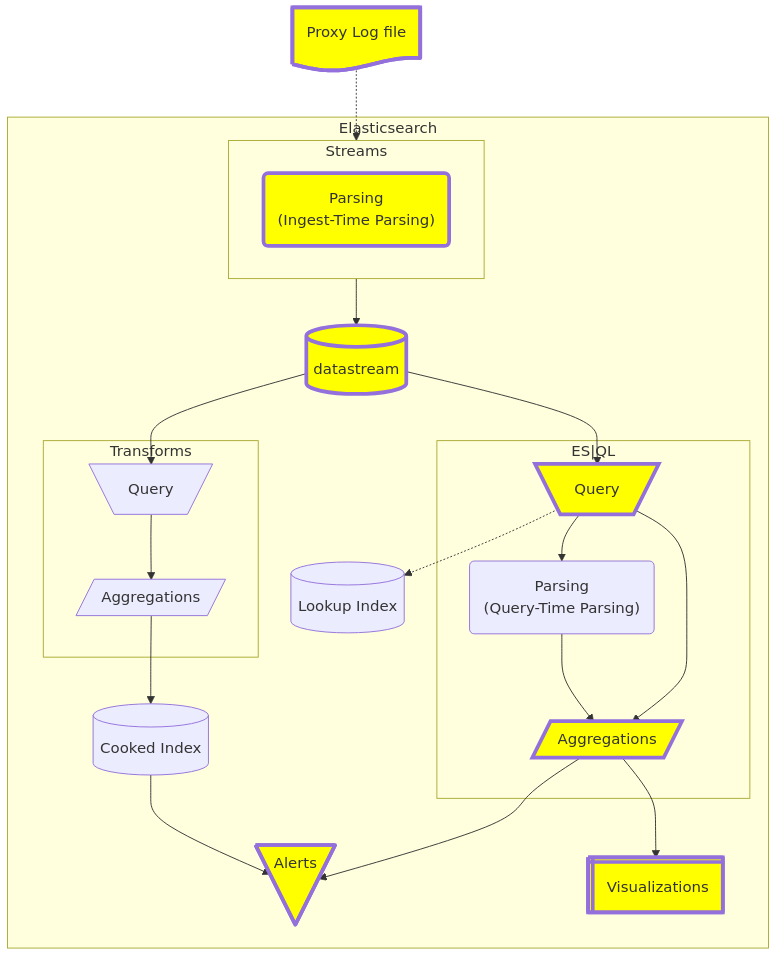 Proxy Log file
Elasticsearch
Streams
Parsing
(Ingest-Time Parsing)
datastream
Transforms
Query
Aggregations
Cooked Index
Lookup Index
ES|QL
Query
Parsing
(Query-Time Parsing)
Aggregations
Alerts
Visualizations